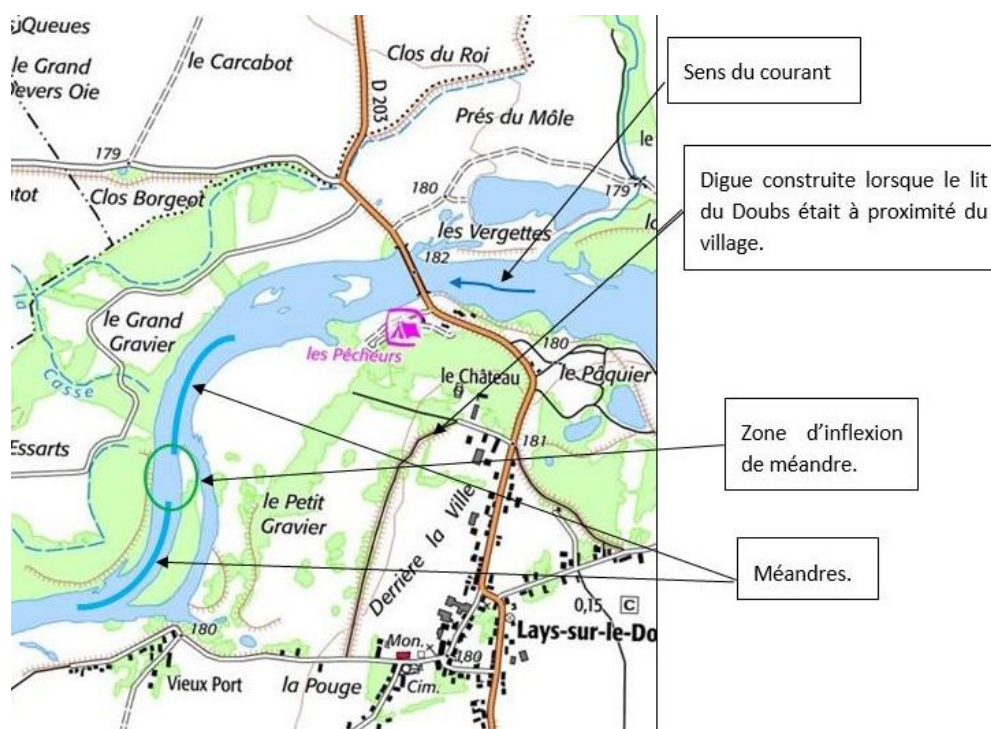 Queues
le Grand
Devers Oie
le Carcabot
Clos du Roi
D 203
Prés du Môle
le
179
179
180
Clos Borgeot
les Vergettes
182
le Grand
Gravier
les Pêcheurs
180
le Château
le Pâquier
Casse
Essarts
181
le Petit
Gravier
Derrière la Ville
0,15 C
Lays-sur-le-Do
180
Mon.
180
Vieux Port
la Pouge
Cim.
Sens du courant
Digue construite lorsque le lit
du Doubs était à proximité du
village.
Zone d'inflexion
de méandre.
Méandres.